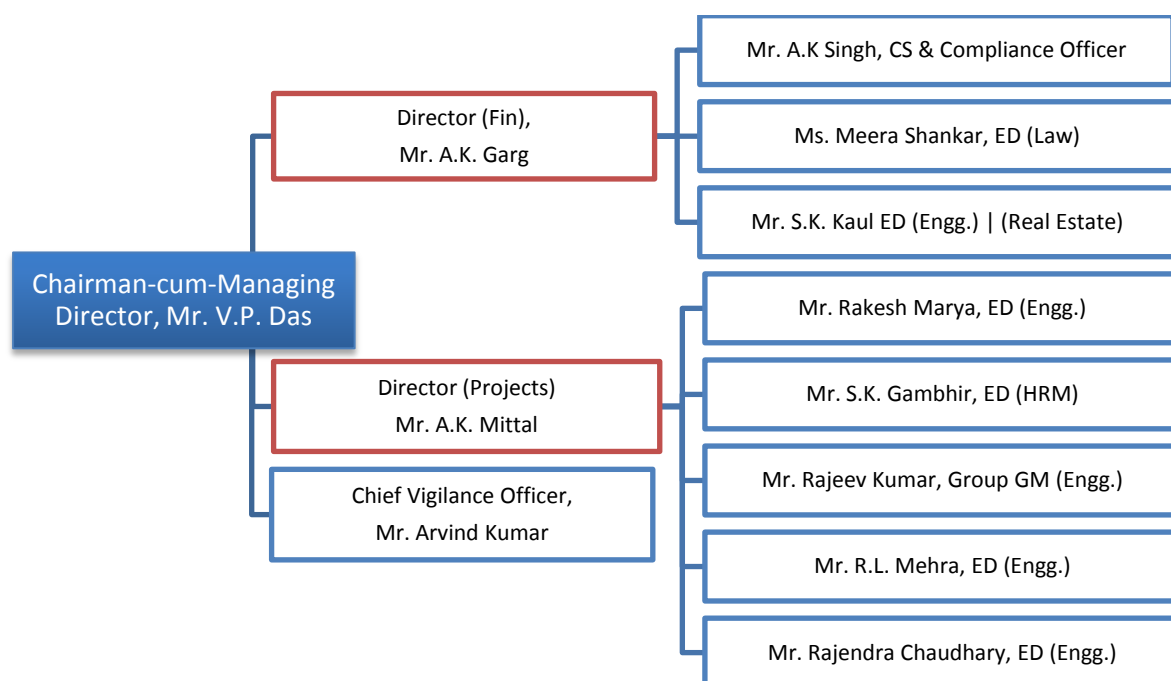 Chairman-cum-Managing
Director, Mr. V.P. Das
Director (Fin),
Mr. A.K. Garg
Mr. A.K Singh, CS & Compliance Officer
Ms. Meera Shankar, ED (Law)
Mr. S.K. Kaul ED (Engg.) | (Real Estate)
Director (Projects)
Mr. A.K. Mittal
Mr. Rakesh Marya, ED (Engg.)
Mr. S.K. Gambhir, ED (HRM)
Mr. Rajeev Kumar, Group GM (Engg.)
Mr. R.L. Mehra, ED (Engg.)
Mr. Rajendra Chaudhary, ED (Engg.)
Chief Vigilance Officer,
Mr. Arvind Kumar